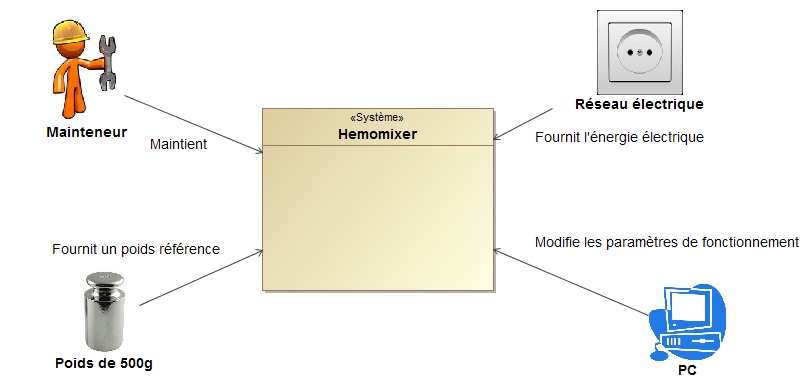 Mainteneur
Réseau électrique
«Système»
Hemomixer
Maintient
Fournit l'énergie électrique
Fournit un poids référence
Modifie les paramètres de fonctionnement
Poids de 500g
PC